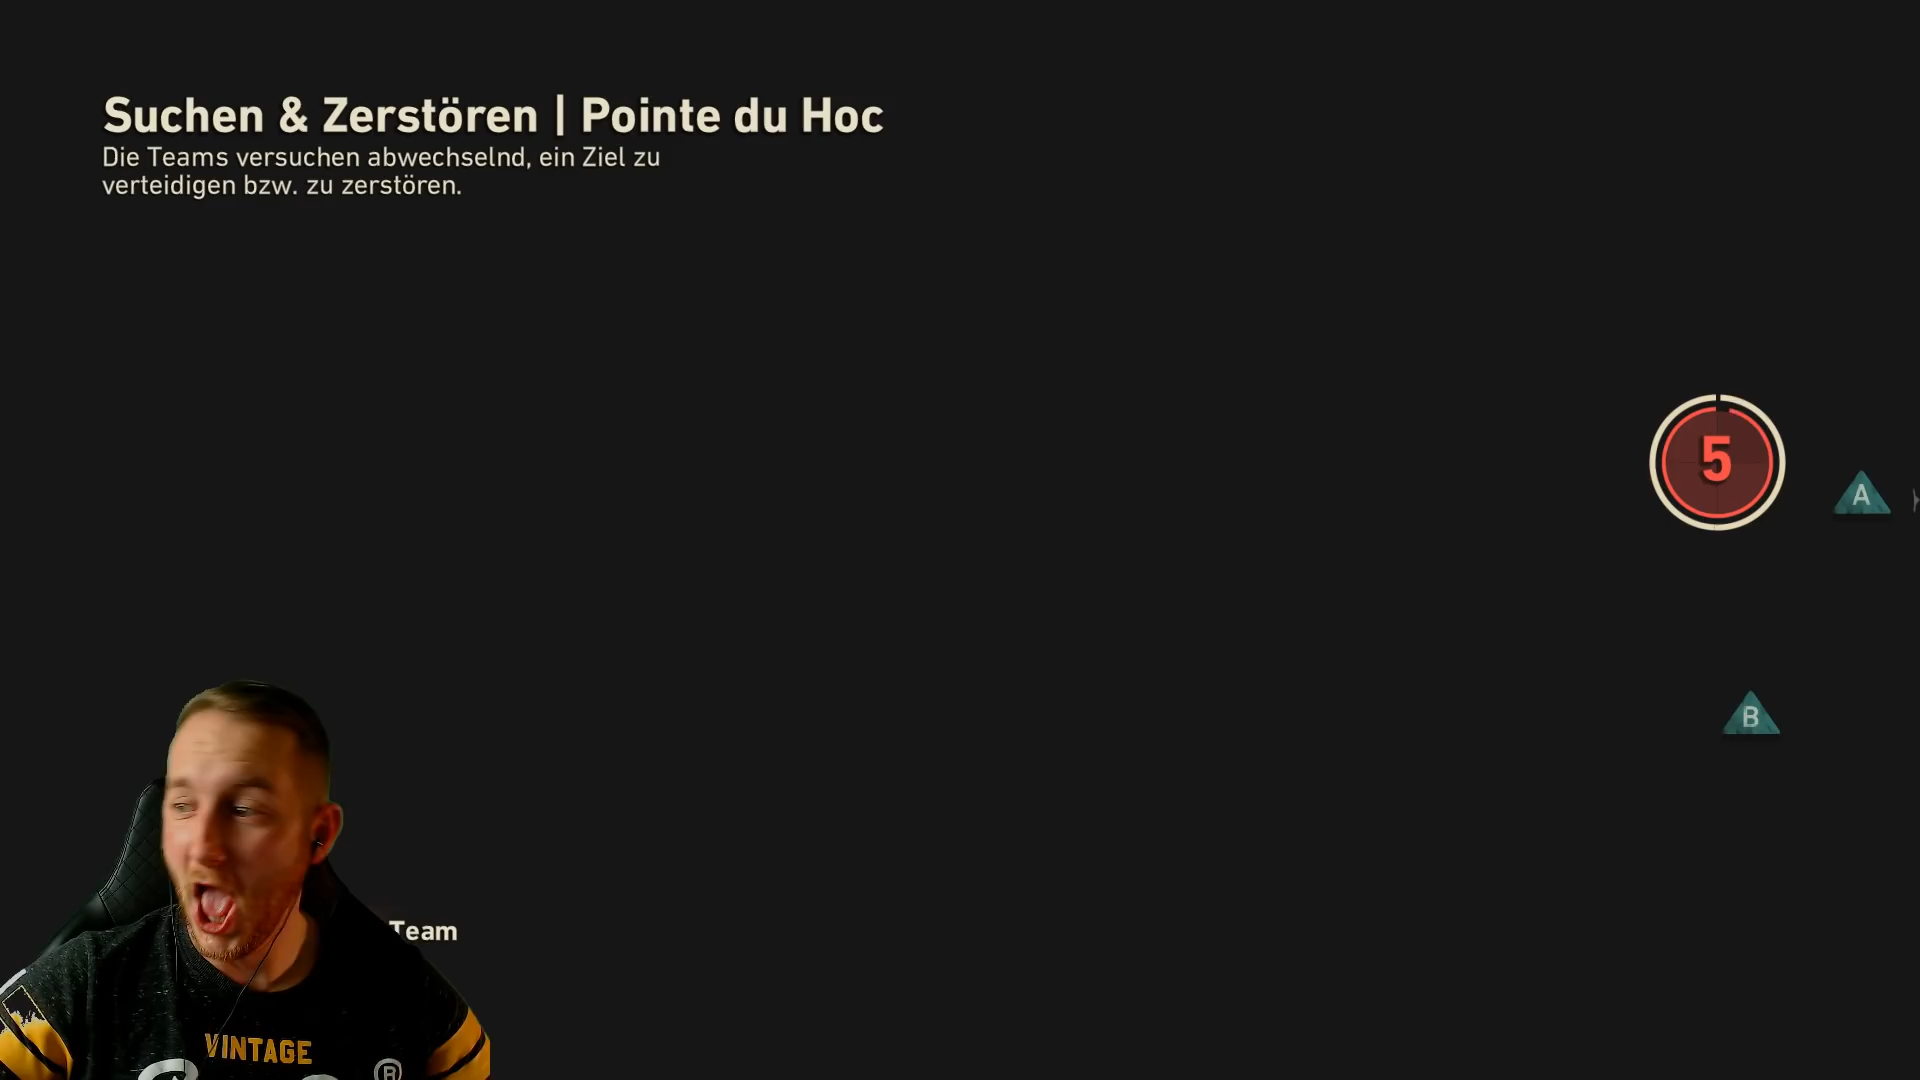 Suchen & Zerstören | Pointe du Hoc
Die Teams versuchen abwechselnd, ein Ziel zu
verteidigen bzw. zu zerstören.
5
A
B
Team
VINTAGE
®